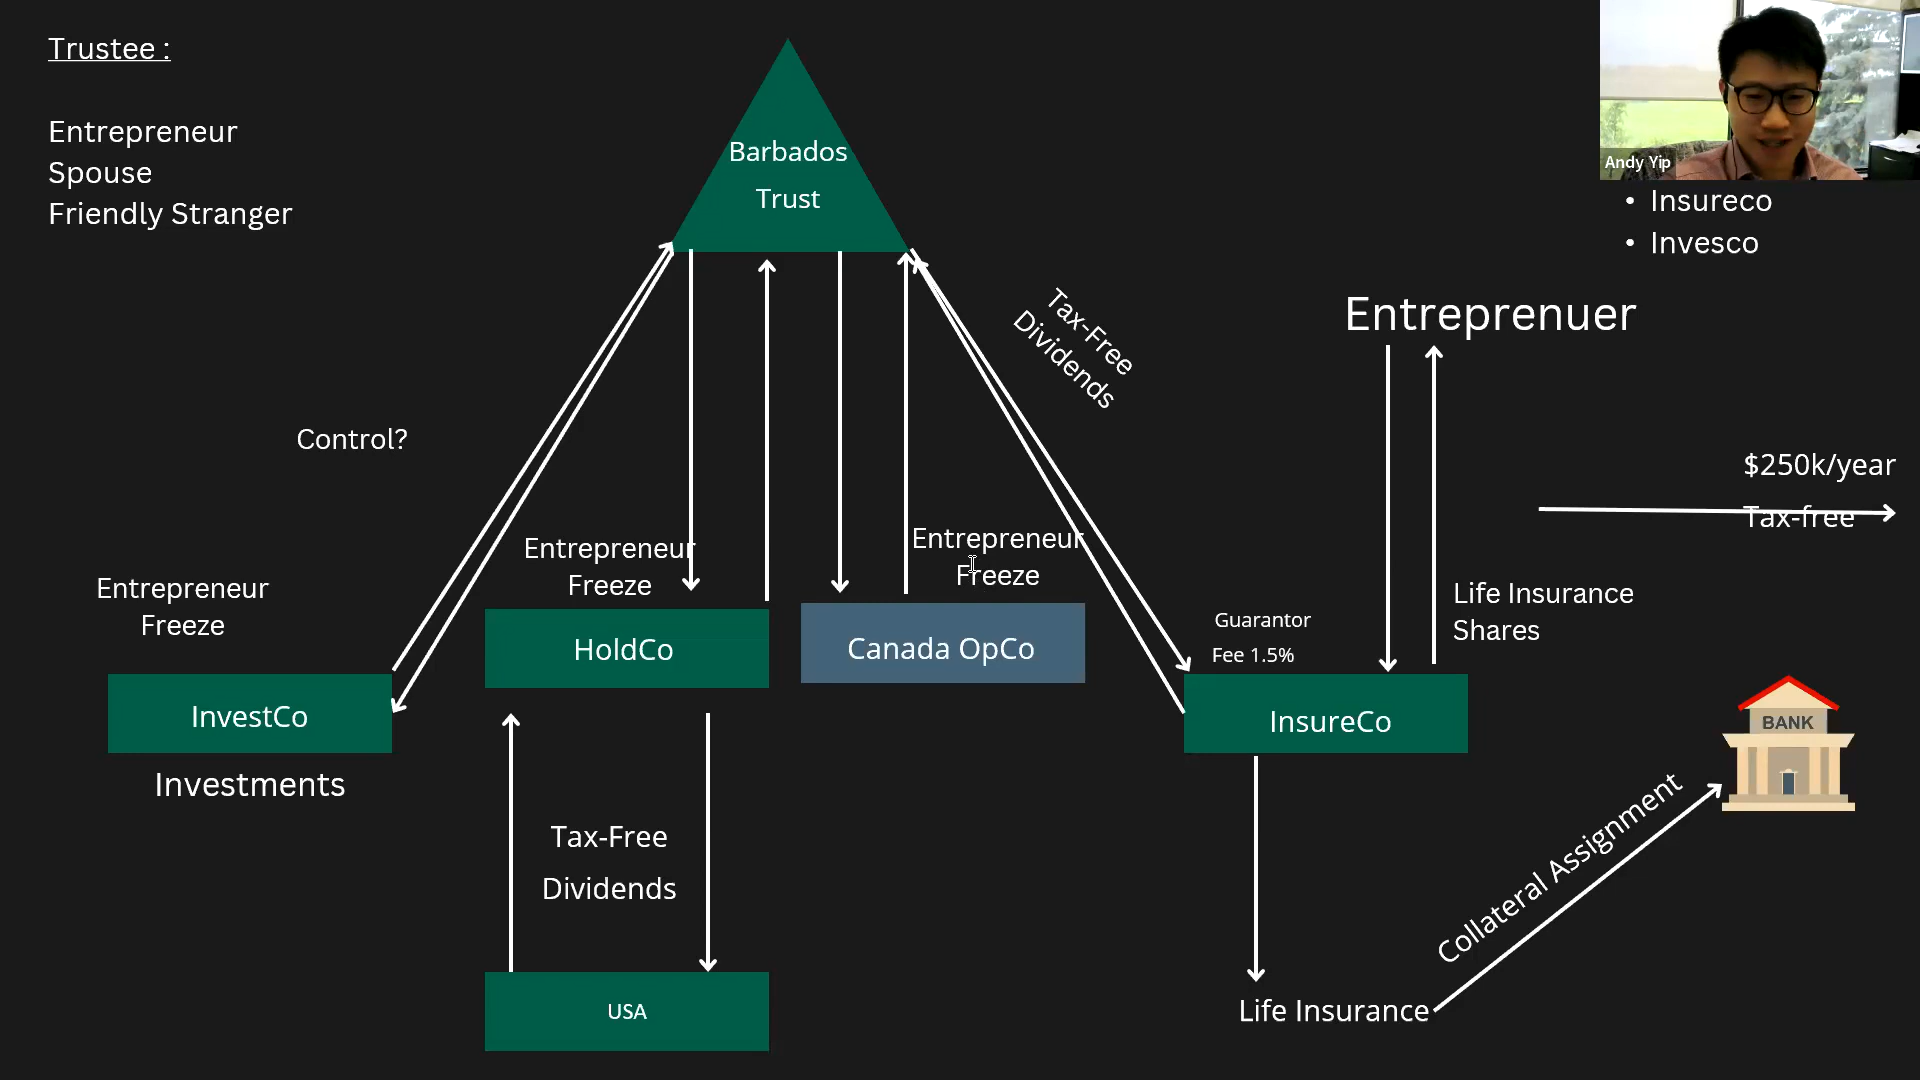 Trustee :
Entrepreneur
Spouse
Friendly Stranger
Barbados
Trust
Andy Yip
• Insureco
• Invesco
Tax-Free
Dividends
Entreprenuer
Control?
$250k/year
Tax-free
Entrepreneur
Freeze
Entrepreneur
Freeze
Entrepreneur
Freeze
Life Insurance
Shares
Guarantor
Fee 1.5%
HoldCo
Canada OpCo
InvestCo
InsureCo
BANK
Investments
Tax-Free
Dividends
Collateral Assignment
USA
Life Insurance